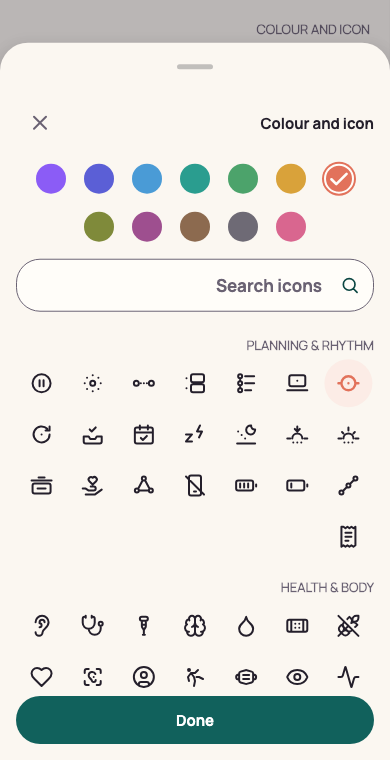 COLOUR AND ICON
Colour and icon
Search icons
PLANNING & RHYTHM
HEALTH & BODY
Done